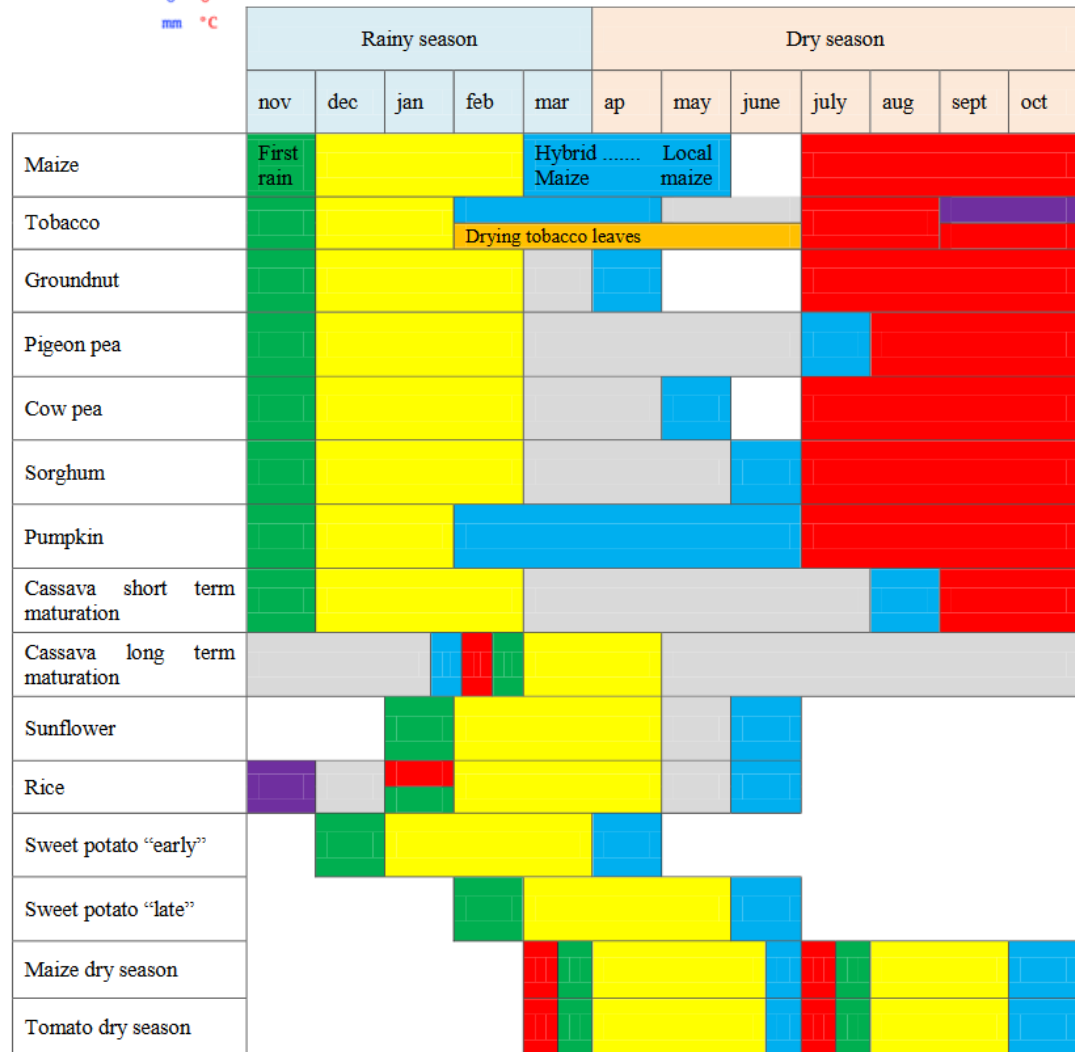 mm °C
Rainy season Dry season
nov dec jan feb mar ap may june july aug sept oct
Maize
First
rain
Hybrid ....... Local
Maize maize
Tobacco
Drying tobacco leaves
Groundnut
Pigeon pea
Cow pea
Sorghum
Pumpkin
Cassava short term
maturation
Cassava long term
maturation
Sunflower
Rice
Sweet potato “early”
Sweet potato “late”
Maize dry season
Tomato dry season